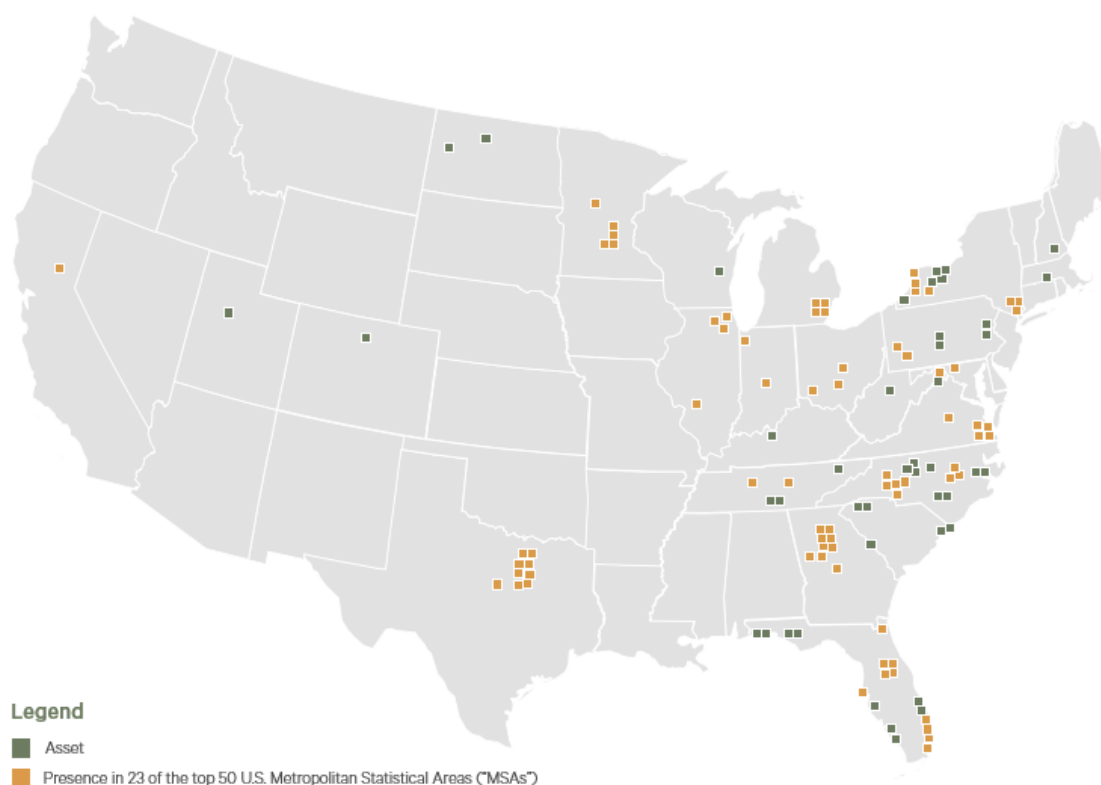 Legend
Asset
Presence in 23 of the top 50 U.S. Metropolitan Statistical Areas ("MSAs")